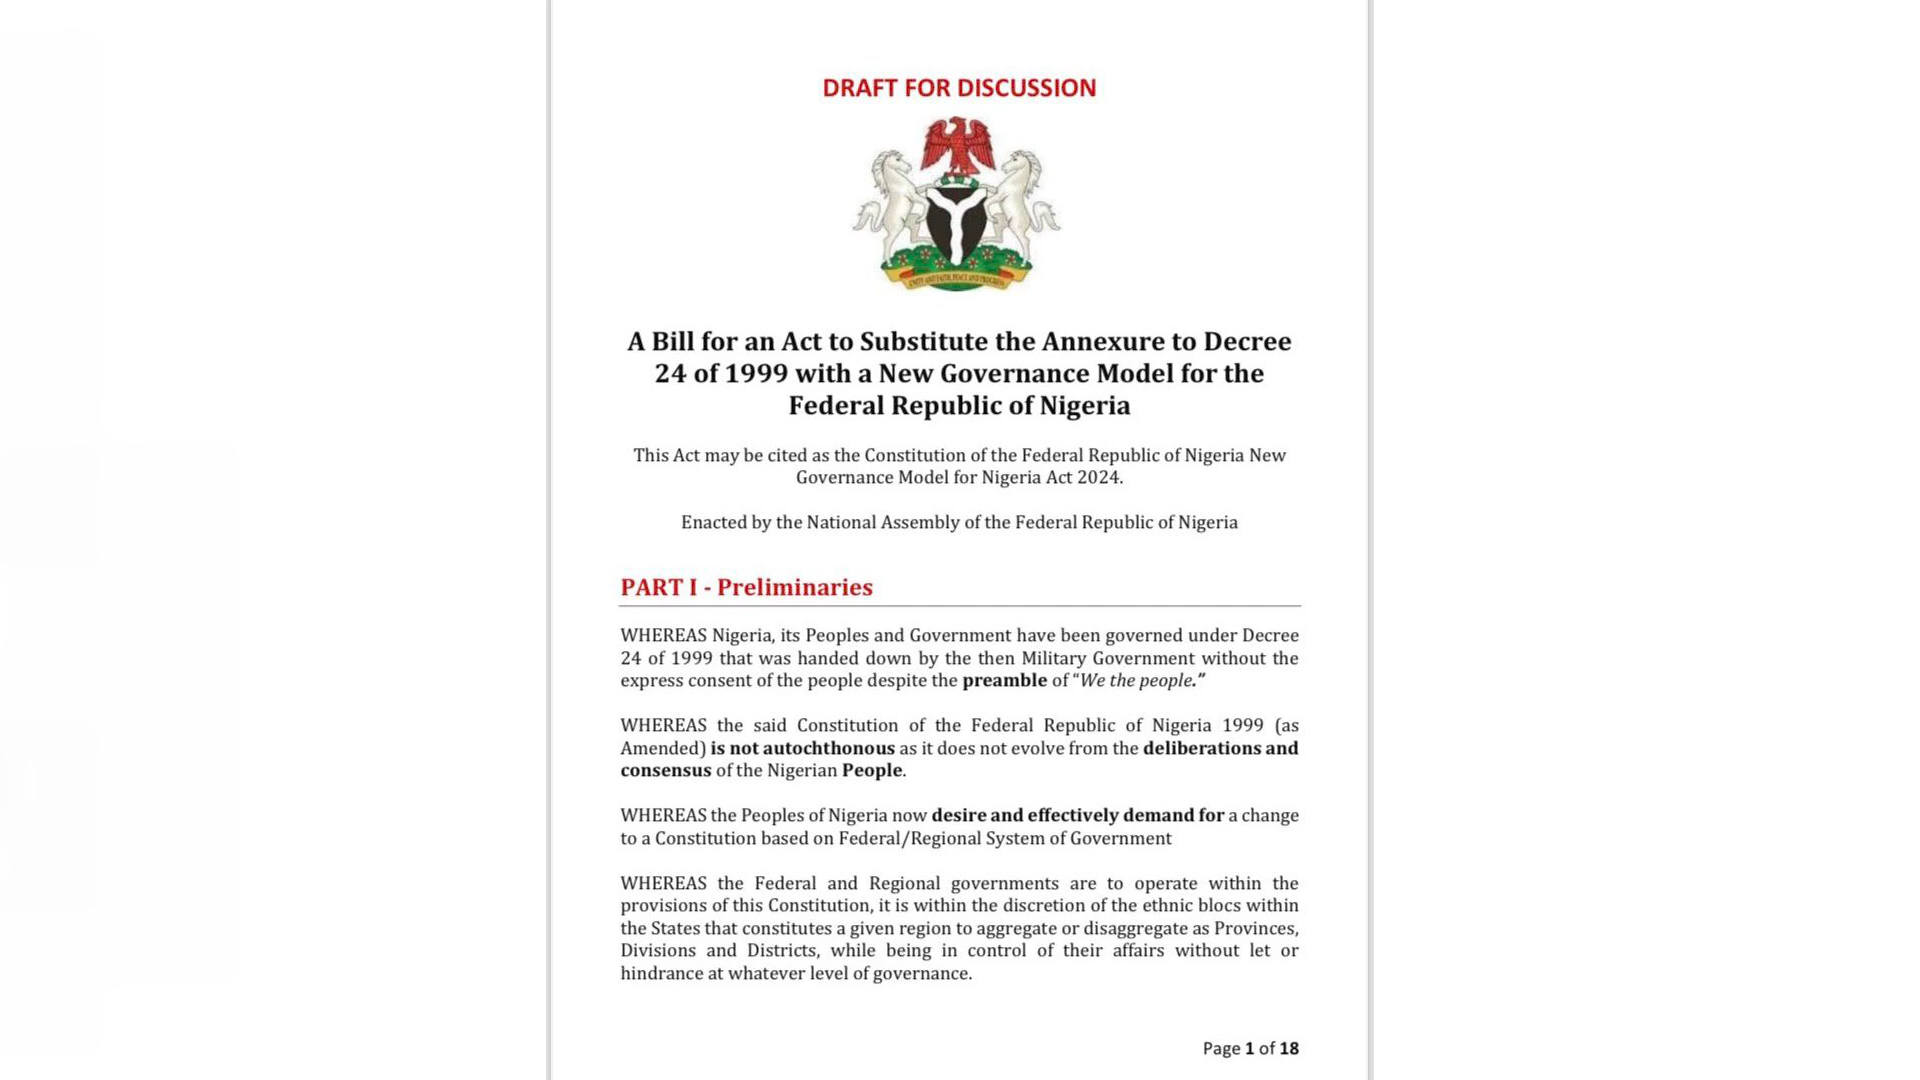 DRAFT FOR DISCUSSION
UNITY AND FAITH, PEACE AND PROGRESS
A Bill for an Act to Substitute the Annexure to Decree
24 of 1999 with a New Governance Model for the
Federal Republic of Nigeria
This Act may be cited as the Constitution of the Federal Republic of Nigeria New
Governance Model for Nigeria Act 2024.
Enacted by the National Assembly of the Federal Republic of Nigeria
PART I - Preliminaries
WHEREAS Nigeria, its Peoples and Government have been governed under Decree
24 of 1999 that was handed down by the then Military Government without the
express consent of the people despite the preamble of “We the people.”
WHEREAS the said Constitution of the Federal Republic of Nigeria 1999 (as
Amended) is not autochthonous as it does not evolve from the deliberations and
consensus of the Nigerian People.
WHEREAS the Peoples of Nigeria now desire and effectively demand for a change
to a Constitution based on Federal/Regional System of Government
WHEREAS the Federal and Regional governments are to operate within the
provisions of this Constitution, it is within the discretion of the ethnic blocs within
the States that constitutes a given region to aggregate or disaggregate as Provinces,
Divisions and Districts, while being in control of their affairs without let or
hindrance at whatever level of governance.
Page 1 of 18